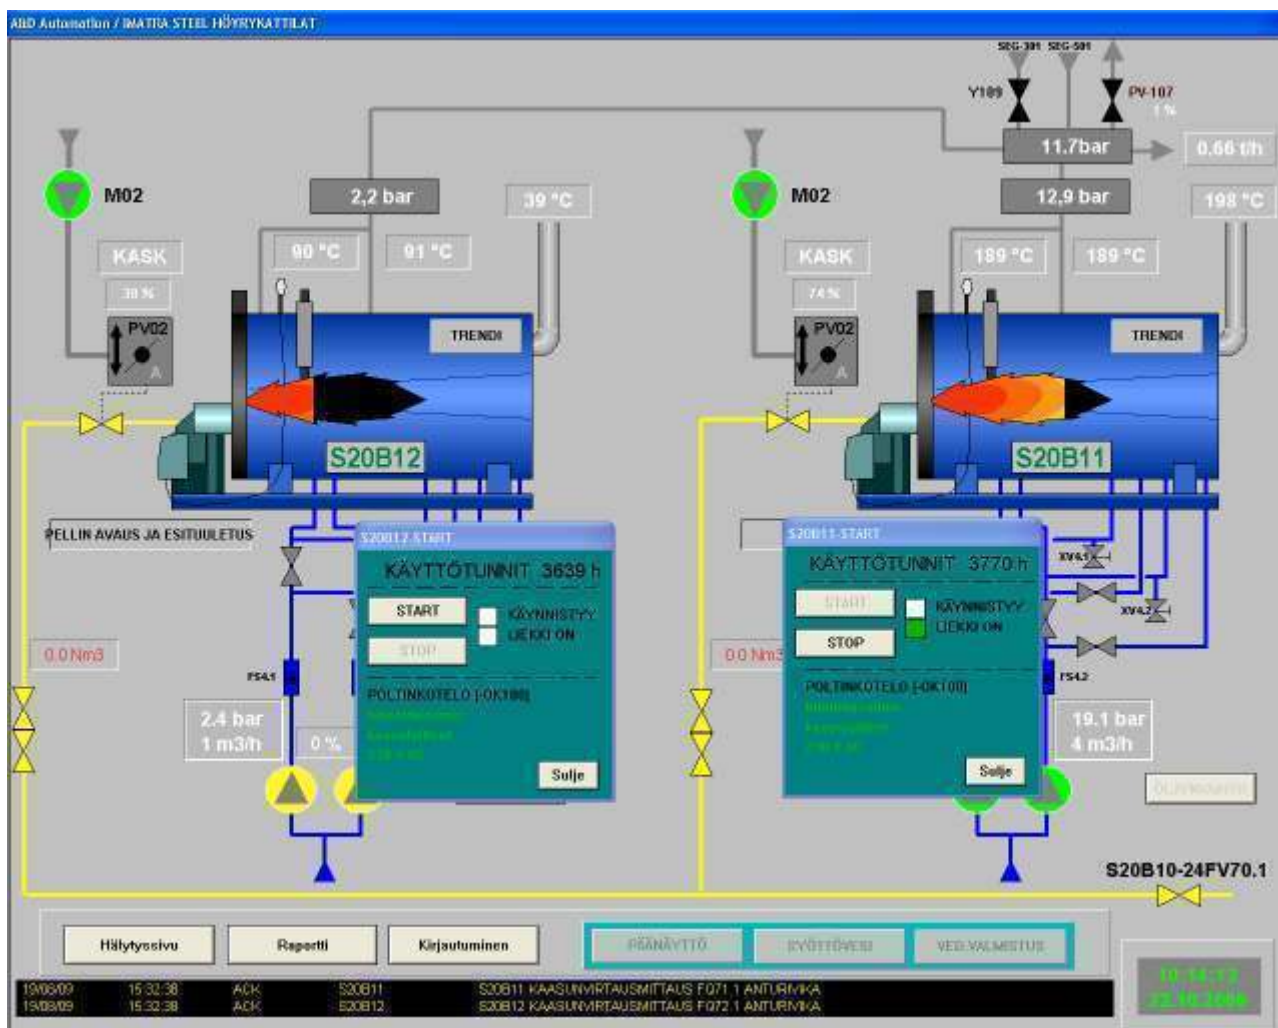 ABD Automation / IMATRA STEEL HÖYRYKATTILAT
SEG-301 SEG-501
Y189
PV-107
1 %
11.7bar
0.66 t/h
M02
2,2 bar
39 °C
M02
12,9 bar
198 °C
KASK
90 °C
91 °C
KASK
189 °C
189 °C
38 %
74 %
PV02
A
TRENDI
PV02
A
TRENDI
S20B12
S20B11
PELLIN AVAUS JA ESITUULETUS
S20B12-START
KÄYTTÖTUNNIT 3639 h
START
KÄYNNISTYY
LIEKKI ON
STOP
POLTINKOTELO [-OK100]
Sulje
S20B11-START
KÄYTTÖTUNNIT 3770 h
START
KÄYNNISTYY
LIEKKI ON
STOP
POLTINKOTELO [-OK100]
Sulje
XV4.1
XV4.2
0.0 Nm3
0.0 Nm3
FS4.1
FS4.2
2.4 bar
1 m3/h
0 %
19.1 bar
4 m3/h
S20B10-24FV70.1
Hälytyssivu
Raportti
Kirjautuminen
PÄÄNÄYTTÖ
SYÖTTÖVESI
VED.VALMISTUS
19/08/09 15:32:38 ACK S20B11 S20B11 KAASUNVIRTAUSMITTAUS FQ71.1 ANTURIVIKA
19/08/09 15:32:38 ACK S20B12 S20B12 KAASUNVIRTAUSMITTAUS FQ72.1 ANTURIVIKA